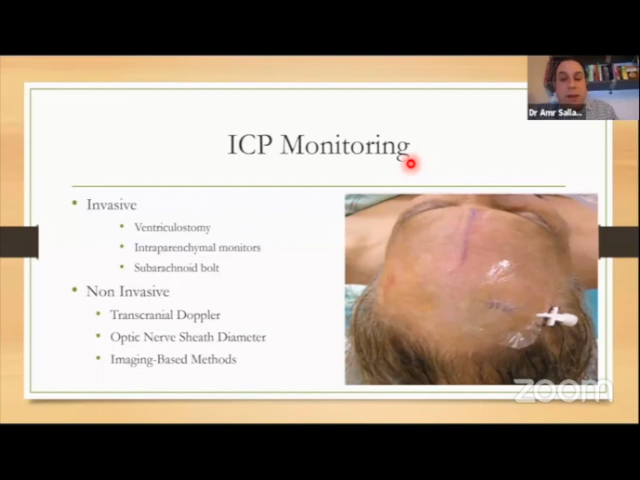 Dr Amr Salla...
ICP Monitoring
Invasive
Ventriculostomy
Intraparenchymal monitors
Subarachnoid bolt
Non Invasive
Transcranial Doppler
Optic Nerve Sheath Diameter
Imaging-Based Methods
zoom